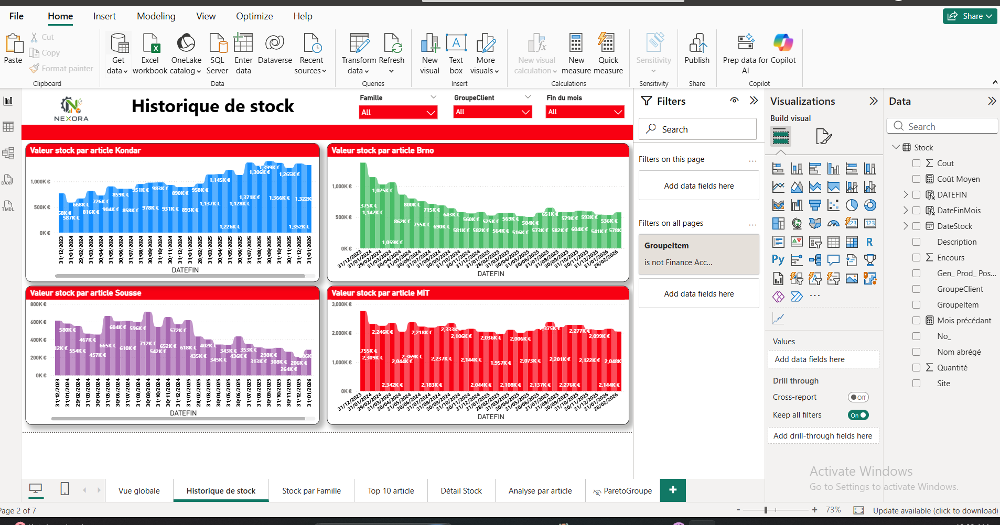 File
Home
Insert
Modeling
View
Optimize
Help
Share
Paste
Cut
Copy
Format painter
Clipboard
Get data
Excel workbook
OneLake catalog
SQL Server
Enter data
Dataverse
Recent sources
Data
Transform data
Refresh
Queries
New visual
Text box
More visuals
Insert
New visual calculation
New measure
Quick measure
Calculations
Sensitivity
Sensitivity
Publish
Share
Prep data for AI
Copilot
Copilot
DAX
TMDL
NEXORA
Historique de stock
Famille
All
GroupeClient
All
Fin du mois
All
Valeur stock par article Kondar
1,000K €
500K €
0K €
587K €
668K €
816K €
726K €
904K €
859K €
858K €
951K €
978K €
983K €
931K €
890K €
893K €
958K €
1,137K €
1,145K €
1,226K €
1,128K €
1,371K €
1,306K €
1,399K €
1,366K €
1,265K €
1,352K €
1,322K
31/12/2023
31/01/2024
29/02/2024
31/03/2024
30/04/2024
31/05/2024
30/06/2024
31/07/2024
31/08/2024
30/09/2024
31/10/2024
30/11/2024
31/12/2024
31/01/2025
28/02/2025
31/03/2025
30/04/2025
31/05/2025
30/06/2025
31/07/2025
31/08/2025
30/09/2025
31/10/2025
30/11/2025
31/12/2025
31/01/2026
DATEFIN
Valeur stock par article Brno
1,000K €
500K €
0K €
375K €
1,142K €
1,025K €
1,059K €
862K €
800K €
755K €
715K €
690K €
643K €
581K €
560K €
582K €
525K €
564K €
569K €
516K €
504K €
573K €
651K €
582K €
579K €
604K €
593K €
541K €
536K €
578K
31/12/2023
31/01/2024
29/02/2024
31/03/2024
30/04/2024
31/05/2024
30/06/2024
31/07/2024
31/08/2024
30/09/2024
31/10/2024
30/11/2024
31/12/2024
31/01/2025
28/02/2025
31/03/2025
30/04/2025
31/05/2025
30/06/2025
31/07/2025
31/08/2025
30/09/2025
31/10/2025
30/11/2025
31/12/2025
31/01/2026
28/02/2026
DATEFIN
Valeur stock par article Sousse
800K €
600K €
400K €
200K €
0K €
580K €
554K €
467K €
457K €
665K €
604K €
610K €
596K €
712K €
542K €
652K €
572K €
618K €
435K €
402K €
345K €
343K €
436K €
353K €
313K €
298K €
308K €
264K €
206K €
31/12/2023
31/01/2024
29/02/2024
31/03/2024
30/04/2024
31/05/2024
30/06/2024
31/07/2024
31/08/2024
30/09/2024
31/10/2024
30/11/2024
31/12/2024
31/01/2025
28/02/2025
31/03/2025
30/04/2025
31/05/2025
30/06/2025
31/07/2025
31/08/2025
30/09/2025
31/10/2025
30/11/2025
31/12/2025
31/01/2026
DATEFIN
Valeur stock par article MIT
3,000K €
2,000K €
1,000K €
0K €
755K €
2,309K €
2,246K €
2,342K €
2,044K €
2,369K €
2,218K €
2,183K €
2,237K €
2,333K €
2,106K €
2,144K €
2,044K €
2,036K €
1,957K €
2,108K €
2,006K €
2,073K €
2,137K €
2,375K €
2,201K €
2,276K €
2,277K €
2,122K €
2,099K €
2,144K €
2,048K
31/12/2023
31/01/2024
29/02/2024
31/03/2024
30/04/2024
31/05/2024
30/06/2024
31/07/2024
31/08/2024
30/09/2024
31/10/2024
30/11/2024
31/12/2024
31/01/2025
28/02/2025
31/03/2025
30/04/2025
31/05/2025
30/06/2025
31/07/2025
31/08/2025
30/09/2025
31/10/2025
30/11/2025
31/12/2025
31/01/2026
28/02/2026
DATEFIN
Filters
Search
Filters on this page
...
Add data fields here
Filters on all pages
...
GroupeItem
is not Finance Acc...
Add data fields here
Visualizations
Build visual
123
123
R
Py
...
Values
Add data fields here
Drill through
Cross-report
Off
Keep all filters
On
Add drill-through fields here
Data
Search
Stock
Cout
Coût Moyen
DATEFIN
DateFinMois
DateStock
Description
Encours
Gen_ Prod_ Pos...
GroupeClient
GroupeItem
Mois précédant
No_
Nom abrégé
Quantité
Site
Activate Windows
Go to Settings to activate Windows.
Vue globale
Historique de stock
Stock par Famille
Top 10 article
Détail Stock
Analyse par article
ParetoGroupe
+
Page 2 of 7
- + 73%
Update available (click to download)